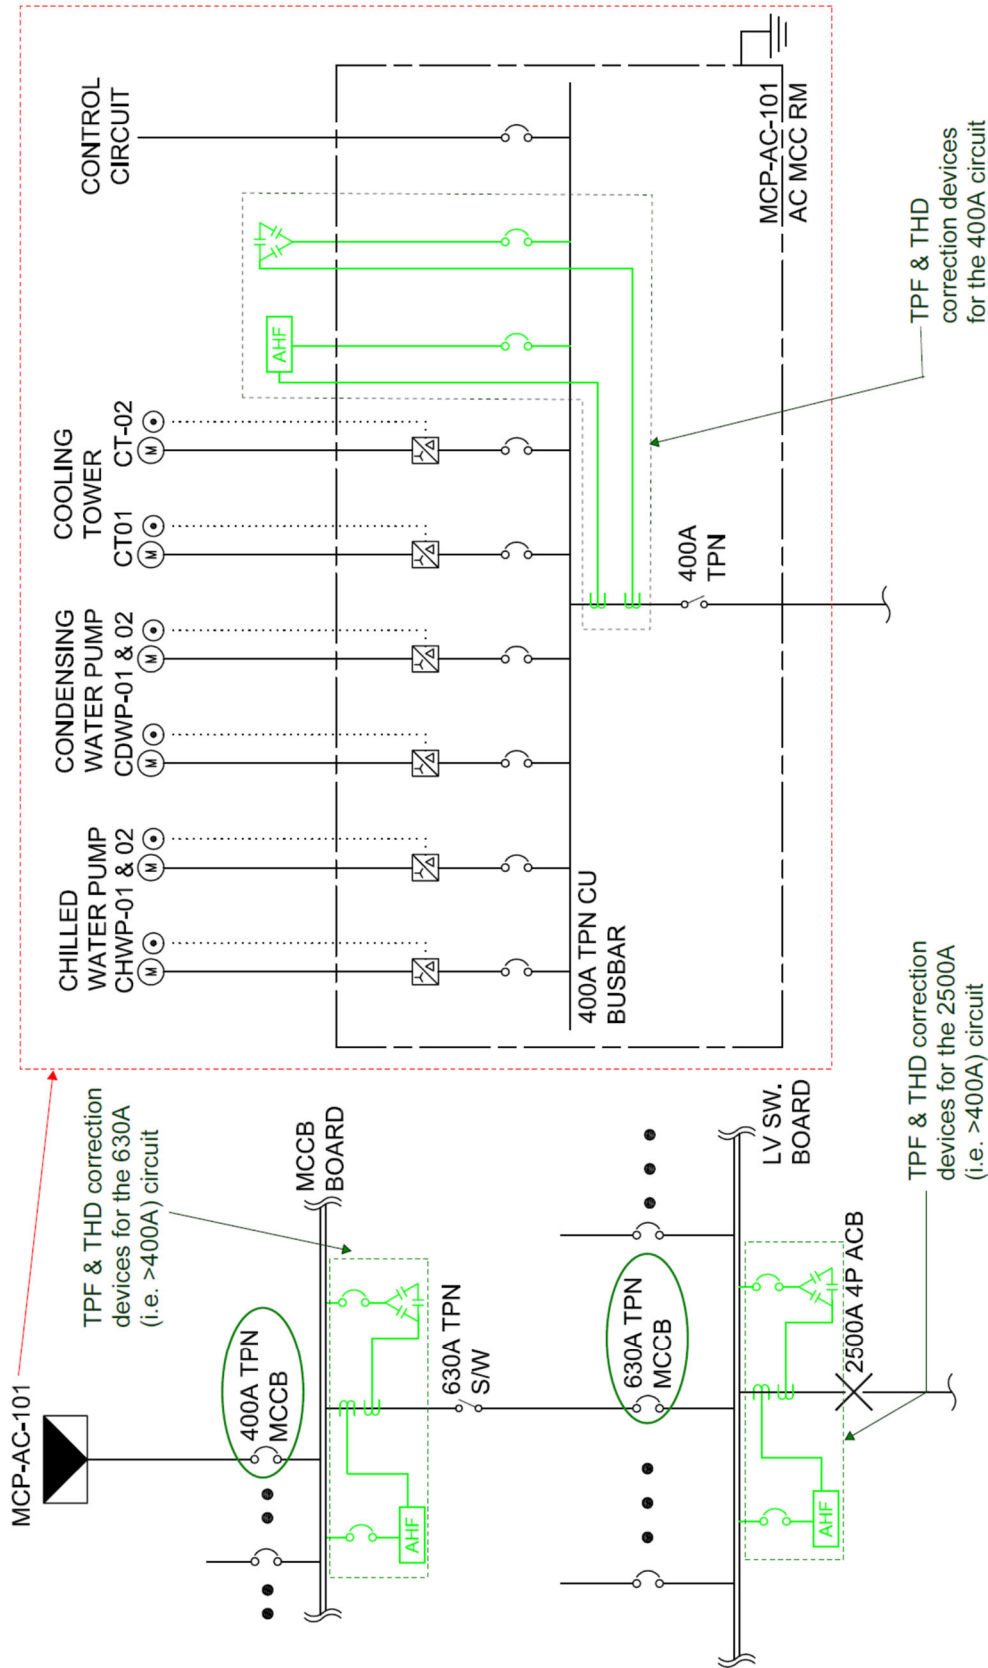 MCP-AC-101
TPF & THD correction
devices for the 630A
(i.e. >400A) circuit
400A TPN
MCCB
MCCB
BOARD
AHF
630A TPN
S/W
630A TPN
MCCB
LV SW.
BOARD
AHF
2500A 4P ACB
TPF & THD correction
devices for the 2500A
(i.e. >400A) circuit
CHILLED
WATER PUMP
CHWP-01 & 02
CONDENSING
WATER PUMP
CDWP-01 & 02
COOLING
TOWER
CT01
CT-02
CONTROL
CIRCUIT
M
M
M
M
M
M
AHF
400A TPN CU
BUSBAR
400A
TPN
MCP-AC-101
AC MCC RM
TPF & THD
correction devices
for the 400A circuit